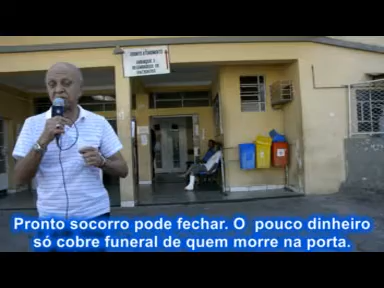 Pronto socorro pode fechar. O pouco dinheiro
só cobre funeral de quem morre na porta.